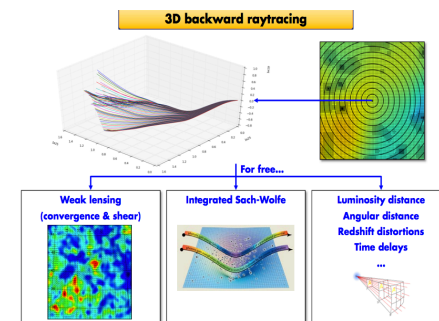 3D backward raytracing
For free...
Weak lensing
(convergence & shear)
Integrated Sach-Wolfe
Luminosity distance
Angular distance
Redshift distortions
Time delays
...